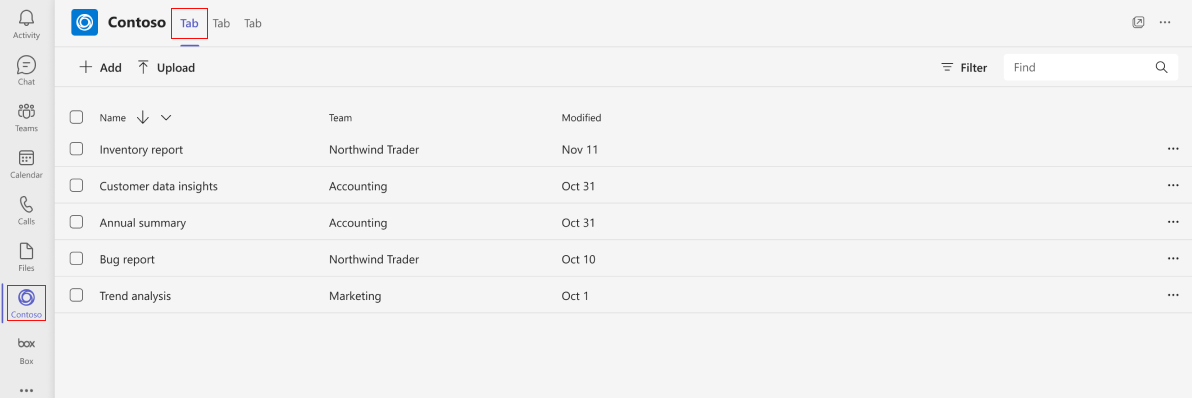 Activity
Chat
Teams
Calendar
Calls
Files
Contoso
box
Box
Contoso Tab Tab Tab
Add Upload Filter Find
Name Team Modified
Inventory report Northwind Trader Nov 11
Customer data insights Accounting Oct 31
Annual summary Accounting Oct 31
Bug report Northwind Trader Oct 10
Trend analysis Marketing Oct 1